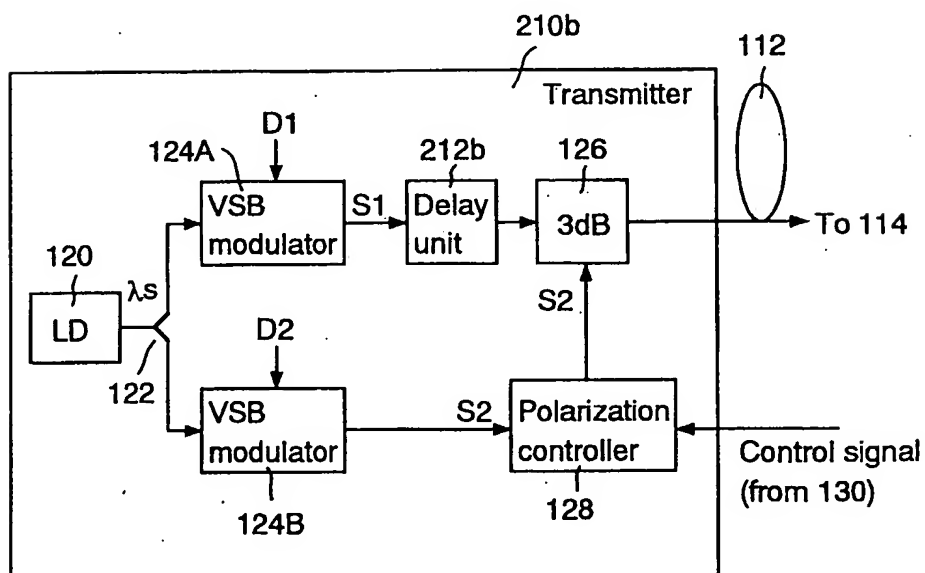 210b
112
Transmitter
D1
124A
212b
126
VSB
modulator
S1
Delay
unit
3dB
To 114
120
λs
LD
S2
D2
122
VSB
modulator
S2
Polarization
controller
Control signal
(from 130)
124B
128